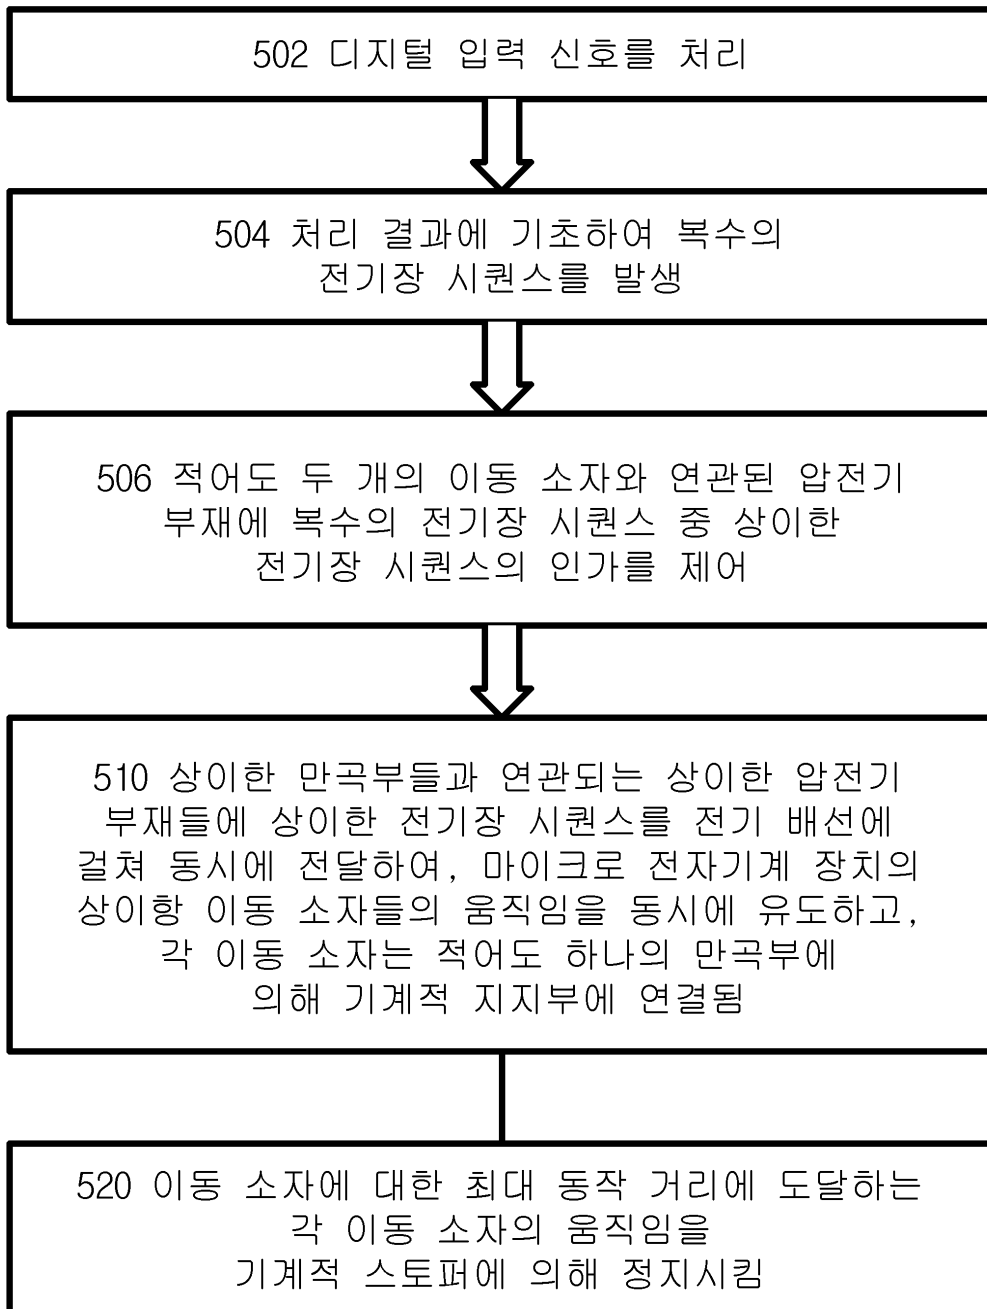 502 디지털 입력 신호를 처리
504 처리 결과에 기초하여 복수의
전기장 시퀀스를 발생
506 적어도 두 개의 이동 소자와 연관된 압전기
부재에 복수의 전기장 시퀀스 중 상이한
전기장 시퀀스의 인가를 제어
510 상이한 만곡부들과 연관되는 상이한 압전기
부재들에 상이한 전기장 시퀀스를 전기 배선에
걸쳐 동시에 전달하여, 마이크로 전자기계 장치의
상이항 이동 소자들의 움직임을 동시에 유도하고,
각 이동 소자는 적어도 하나의 만곡부에
의해 기계적 지지부에 연결됨
520 이동 소자에 대한 최대 동작 거리에 도달하는
각 이동 소자의 움직임을
기계적 스토퍼에 의해 정지시킴